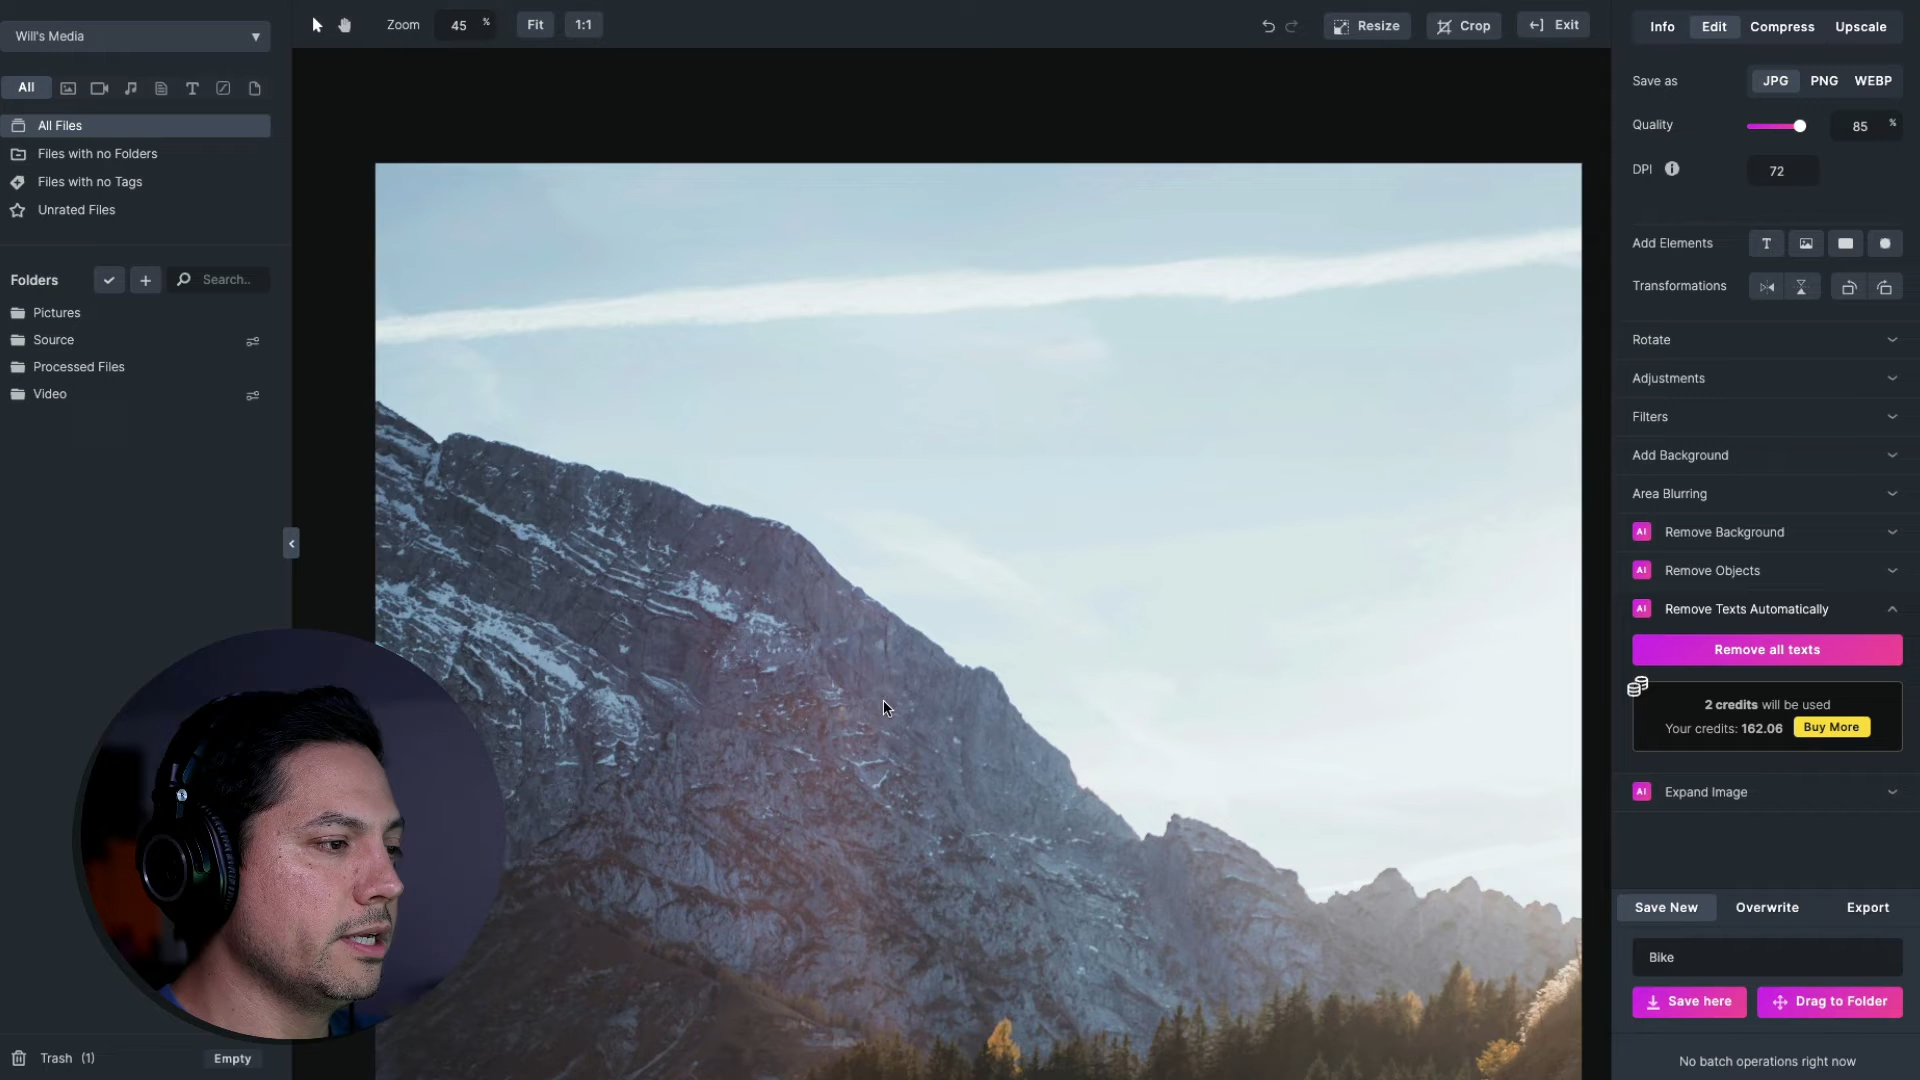 Will's Media
All
All Files
Files with no Folders
Files with no Tags
Unrated Files
Folders
Search..
Pictures
Source
Processed Files
Video
Trash (1)
Empty
Zoom
45 %
Fit
1:1
Resize
Crop
Exit
Info
Edit
Compress
Upscale
Save as
JPG
PNG
WEBP
Quality
85 %
DPI
72
Add Elements
Transformations
Rotate
Adjustments
Filters
Add Background
Area Blurring
AI Remove Background
AI Remove Objects
AI Remove Texts Automatically
Remove all texts
2 credits will be used
Your credits: 162.06
Buy More
AI Expand Image
Save New
Overwrite
Export
Bike
Save here
Drag to Folder
No batch operations right now